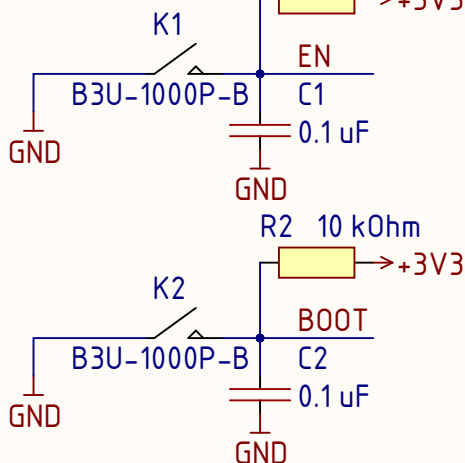 +3V3
K1
EN
B3U-1000P-B
C1
0.1 uF
GND
GND
R2 10 kOhm
+3V3
K2
BOOT
B3U-1000P-B
C2
0.1 uF
GND
GND